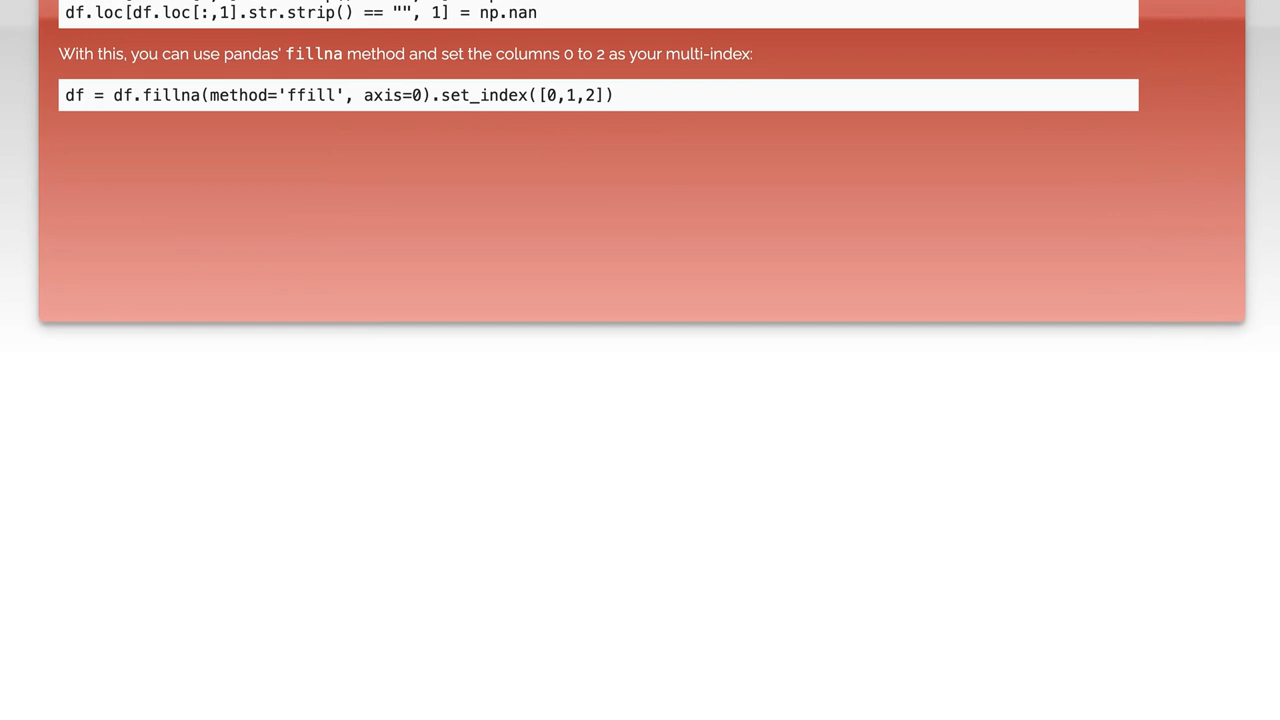 df.loc[df.loc[:,1].str.strip() == "", 1] = np.nan
With this, you can use pandas' fillna method and set the columns 0 to 2 as your multi-index:
df = df.fillna(method='ffill', axis=0).set_index([0,1,2])